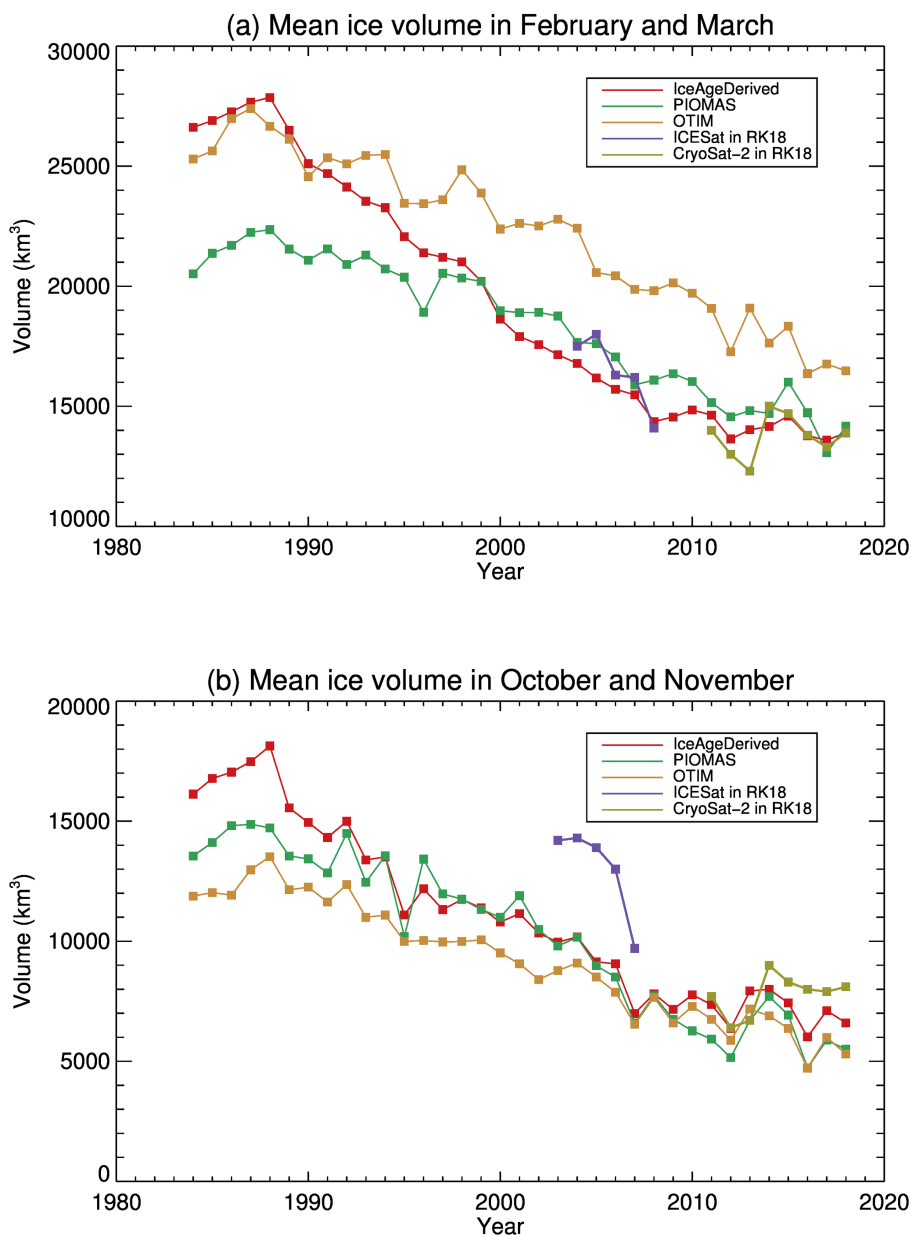 (a) Mean ice volume in February and March
30000
25000
20000
15000
10000
Volume (km³)
IceAgeDerived
PIOMAS
OTIM
ICESat in RK18
CryoSat-2 in RK18
1980 1990 2000 2010 2020
Year
(b) Mean ice volume in October and November
20000
15000
10000
5000
0
Volume (km³)
IceAgeDerived
PIOMAS
OTIM
ICESat in RK18
CryoSat-2 in RK18
1980 1990 2000 2010 2020
Year